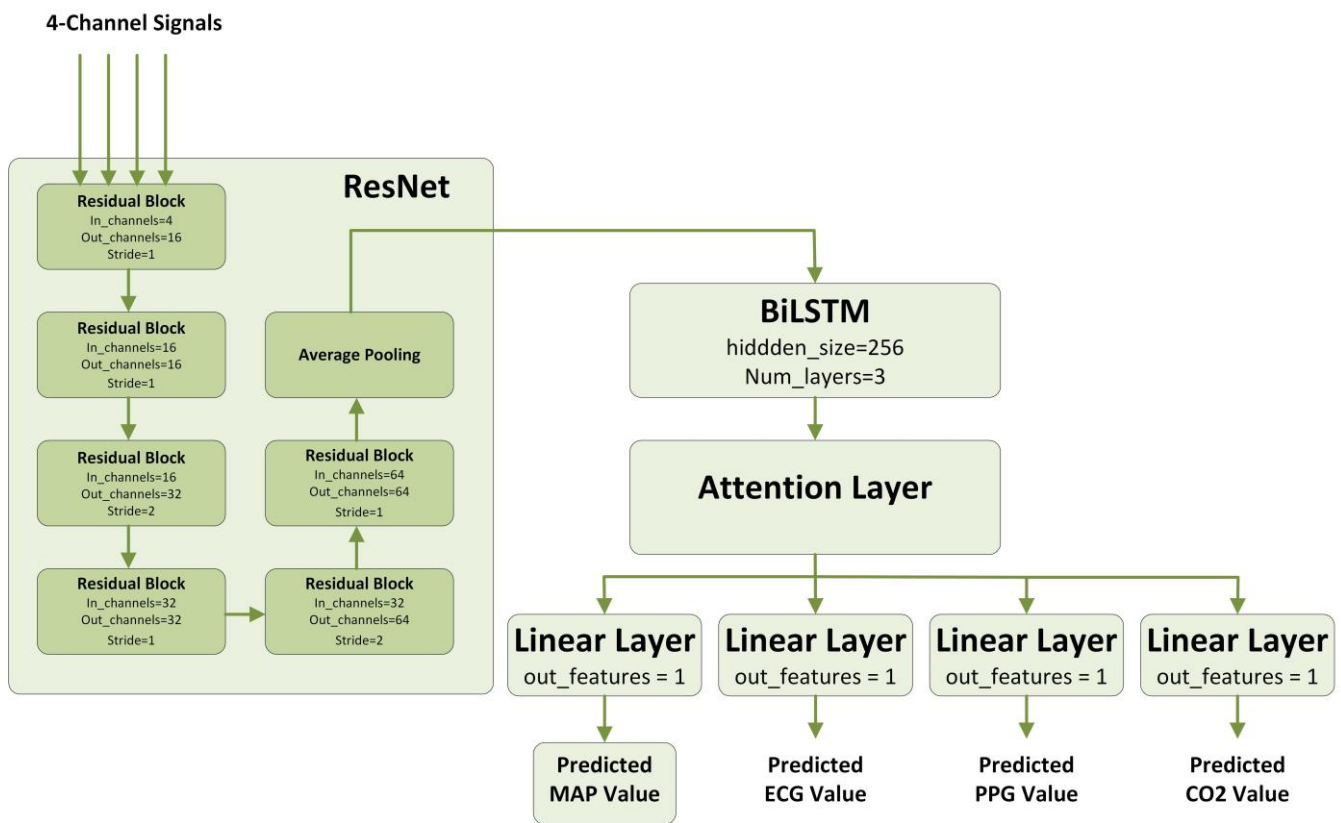 4-Channel Signals
ResNet
Residual Block
In_channels=4
Out_channels=16
Stride=1
Residual Block
In_channels=16
Out_channels=16
Stride=1
Residual Block
In_channels=16
Out_channels=32
Stride=2
Residual Block
In_channels=32
Out_channels=32
Stride=1
Residual Block
In_channels=32
Out_channels=64
Stride=2
Residual Block
In_channels=64
Out_channels=64
Stride=1
Average Pooling
BiLSTM
hiddden_size=256
Num_layers=3
Attention Layer
Linear Layer
out_features = 1
Linear Layer
out_features = 1
Linear Layer
out_features = 1
Linear Layer
out_features = 1
Predicted
MAP Value
Predicted
ECG Value
Predicted
PPG Value
Predicted
CO2 Value